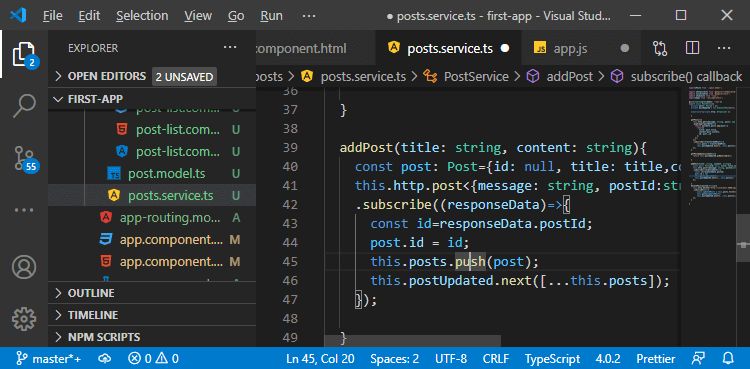 File Edit Selection View Go Run ··· posts.service.ts - first-app - Visual Stud...
EXPLORER ···
component.html posts.service.ts JS app.js
2
OPEN EDITORS 2 UNSAVED
posts > posts.service.ts > PostService > addPost > subscribe() callback
FIRST-APP
post-list.com... U
post-list.com... U
post-list.com... U
post.model.ts U
posts.service.ts U
app-routing.mo... A
app.component.... M
app.component.... M
55
OUTLINE
TIMELINE
NPM SCRIPTS
36
37 }
38
39 addPost(title: string, content: string){
40 const post: Post={id: null, title: title,co
41 this.http.post<{message: string, postId:str
42 .subscribe((responseData)=>{
43 const id=responseData.postId;
44 post.id = id;
45 this.posts.push(post);
46 this.postUpdated.next([...this.posts]);
47 });
48
49 }
master*+ 0 0 Ln 45, Col 20 Spaces: 2 UTF-8 CRLF TypeScript 4.0.2 Prettier